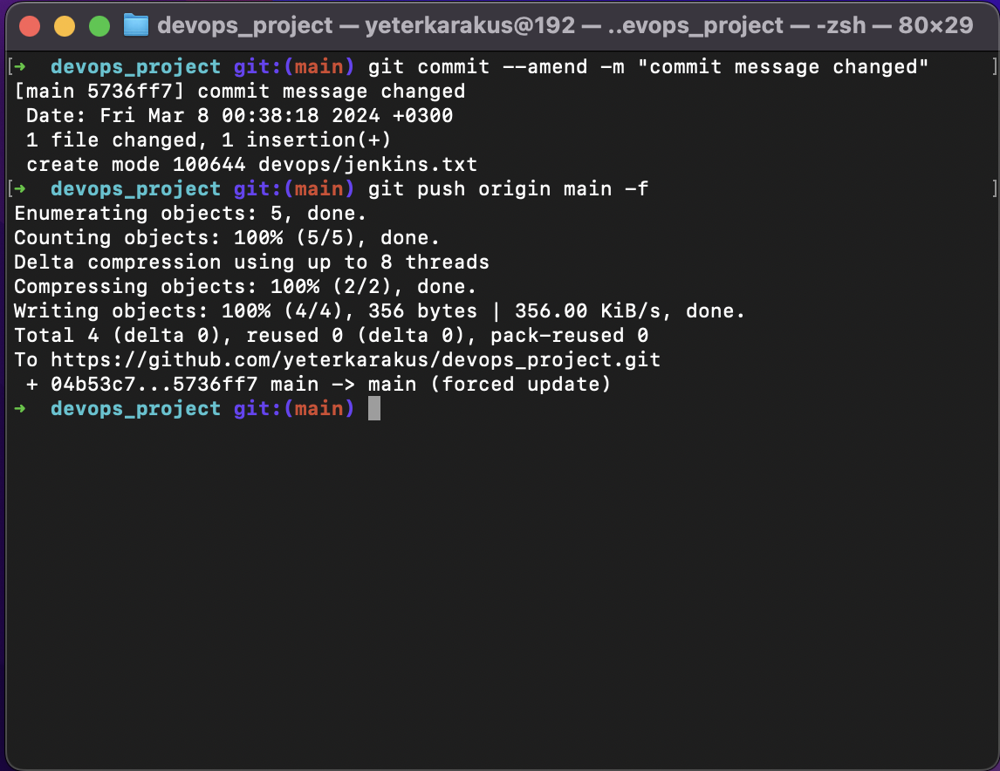 devops_project — yeterkarakus@192 — ..evops_project — -zsh — 80×29
[➜  devops_project git:(main) git commit --amend -m "commit message changed" ]
[main 5736ff7] commit message changed
 Date: Fri Mar 8 00:38:18 2024 +0300
 1 file changed, 1 insertion(+)
 create mode 100644 devops/jenkins.txt
[➜  devops_project git:(main) git push origin main -f ]
Enumerating objects: 5, done.
Counting objects: 100% (5/5), done.
Delta compression using up to 8 threads
Compressing objects: 100% (2/2), done.
Writing objects: 100% (4/4), 356 bytes | 356.00 KiB/s, done.
Total 4 (delta 0), reused 0 (delta 0), pack-reused 0
To https://github.com/yeterkarakus/devops_project.git
 + 04b53c7...5736ff7 main -> main (forced update)
➜  devops_project git:(main)